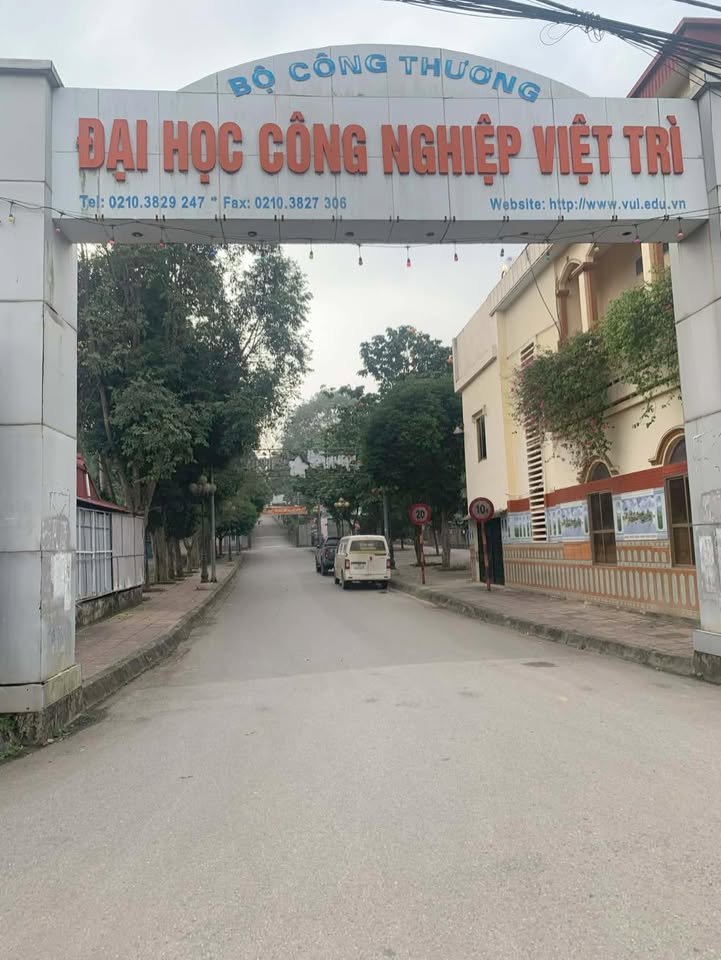 BỘ CÔNG THƯƠNG
ĐẠI HỌC CÔNG NGHIỆP VIỆT TRÌ
Tel: 0210.3829 247 * Fax: 0210.3827 306
Website: http://www.vui.edu.vn
20
10T